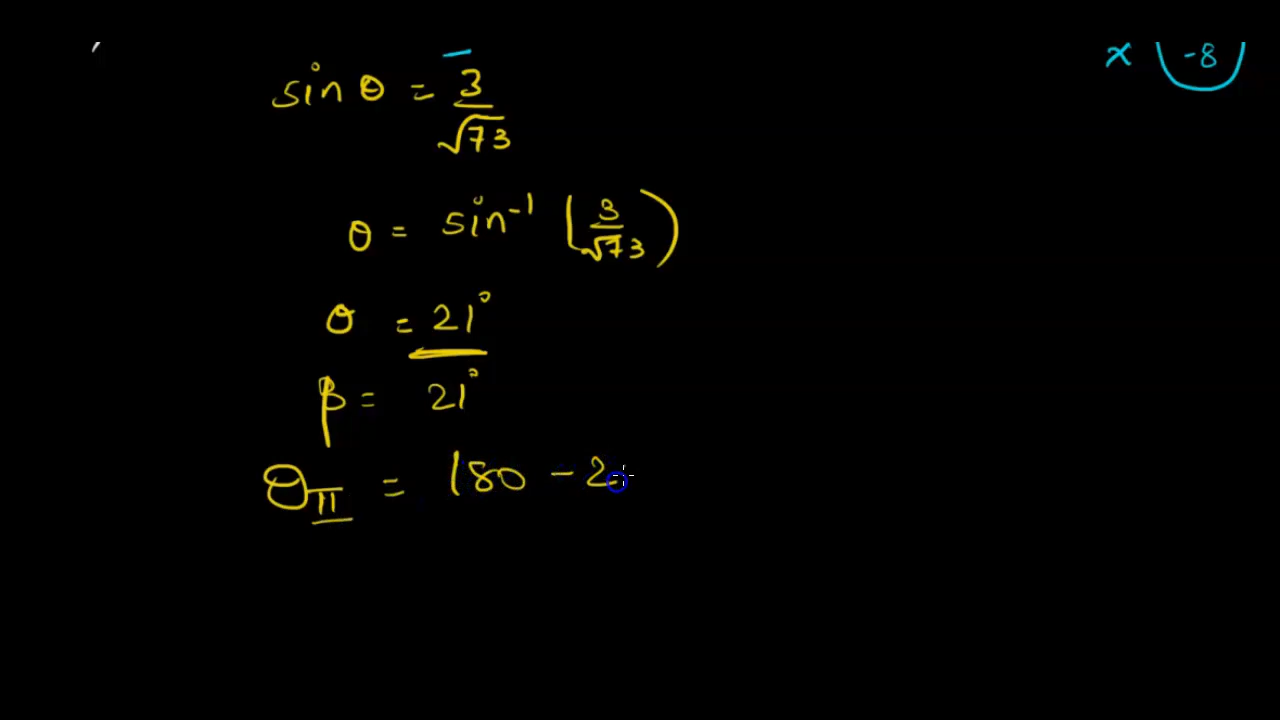 x -8
sin θ = 3/√73
θ = sin⁻¹ (3/√73)
θ = 21°
β = 21°
θ_II = 180 - 2